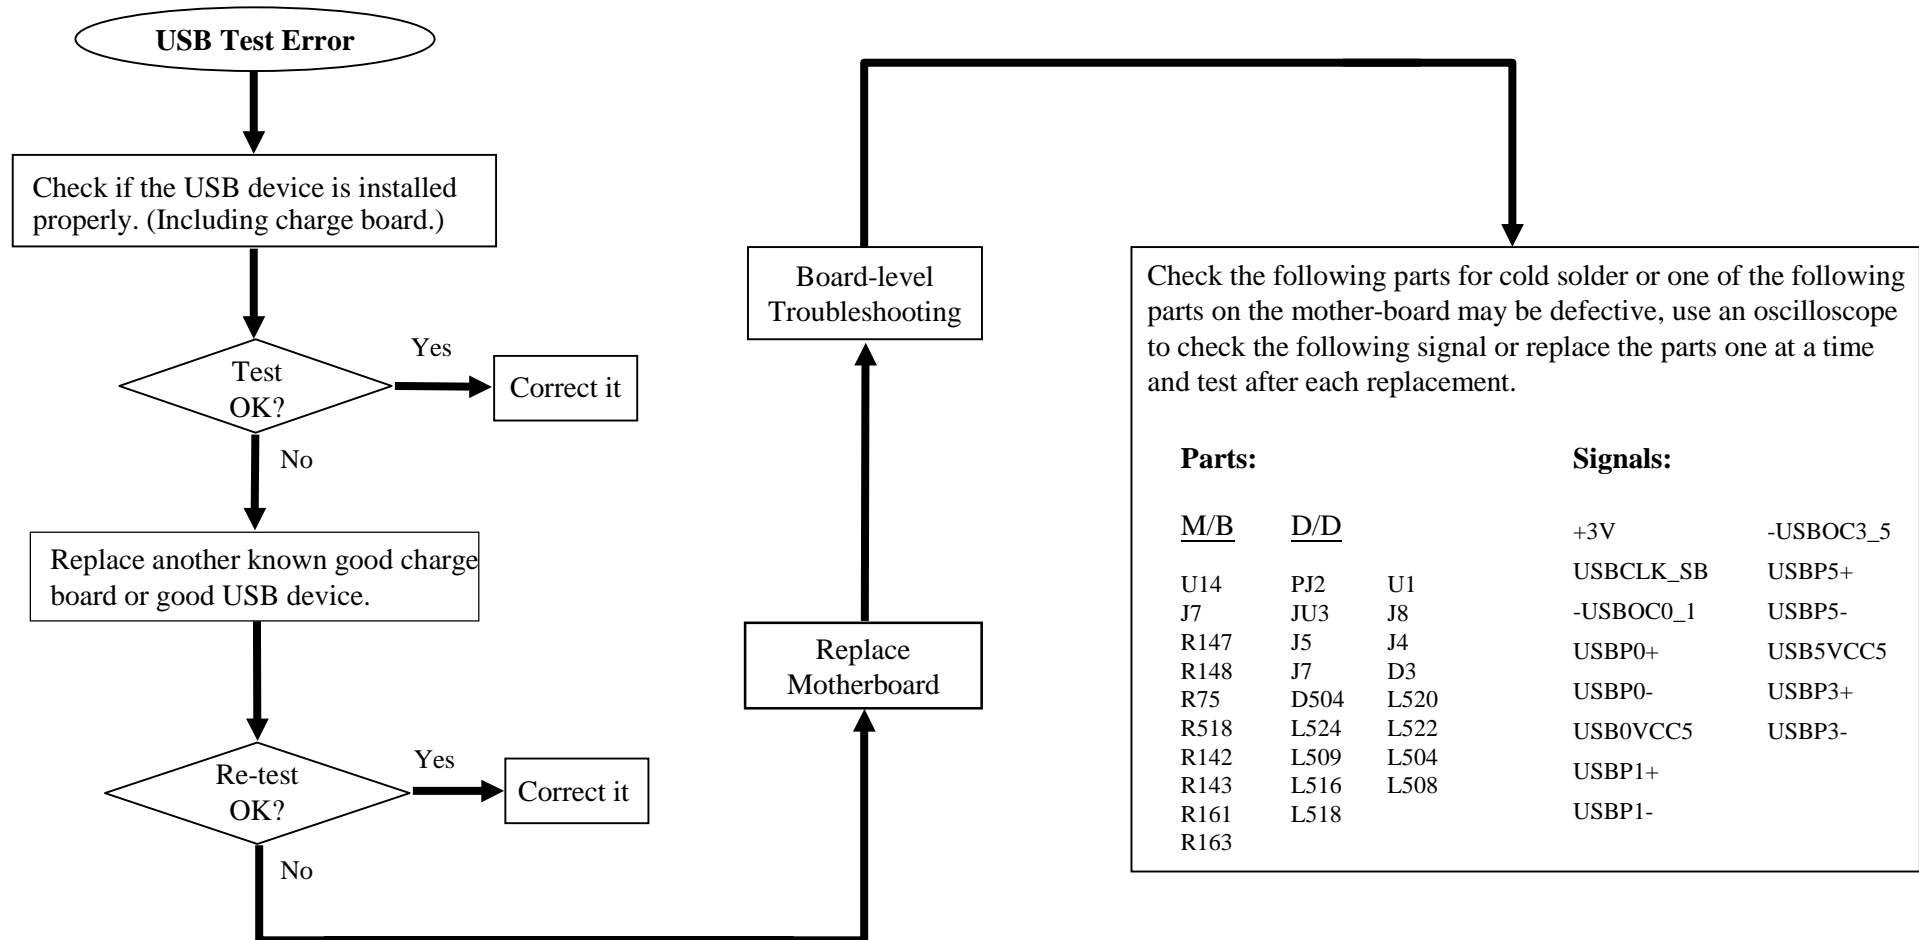 USB Test Error
Check if the USB device is installed
properly. (Including charge board.)
Test
OK?
Yes
Correct it
No
Replace another known good charge
board or good USB device.
Re-test
OK?
Yes
Correct it
No
Replace
Motherboard
Board-level
Troubleshooting
Check the following parts for cold solder or one of the following
parts on the mother-board may be defective, use an oscilloscope
to check the following signal or replace the parts one at a time
and test after each replacement.
Parts:
M/B D/D
U14 PJ2 U1
J7 JU3 J8
R147 J5 J4
R148 J7 D3
R75 D504 L520
R518 L524 L522
R142 L509 L504
R143 L516 L508
R161 L518
R163
Signals:
+3V -USBOC3_5
USBCLK_SB USBP5+
-USBOC0_1 USBP5-
USBP0+ USB5VCC5
USBP0- USBP3+
USB0VCC5 USBP3-
USBP1+
USBP1-